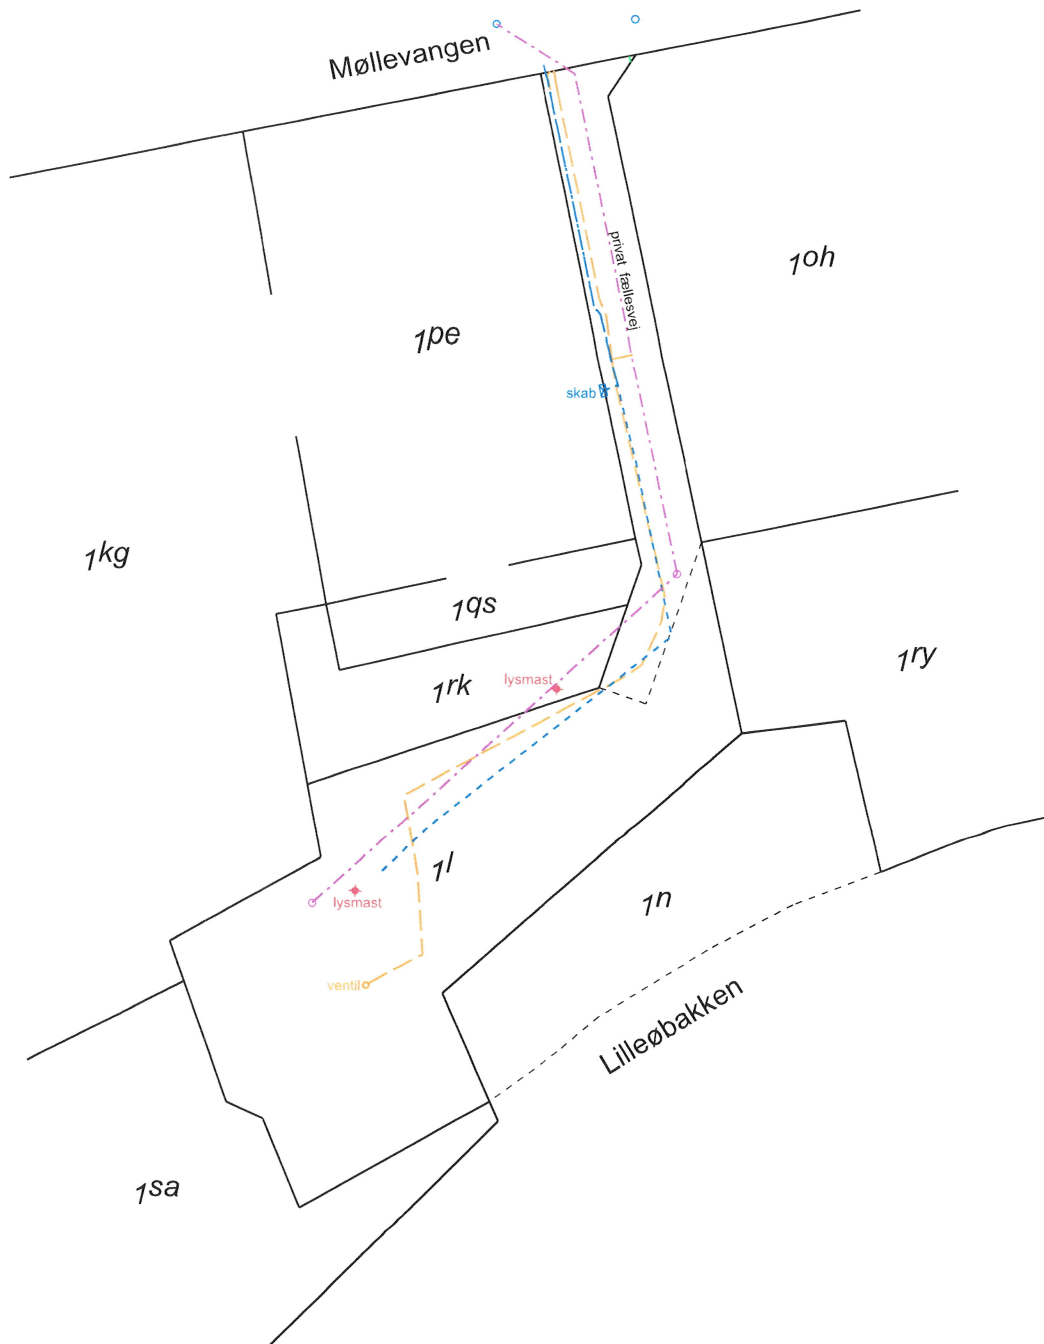 Møllevangen
privat fællesvej
1oh
1pe
skab
1kg
1qs
1ry
1rk
lysmast
1l
lysmast
1n
ventil
Lilleøbakken
1sa